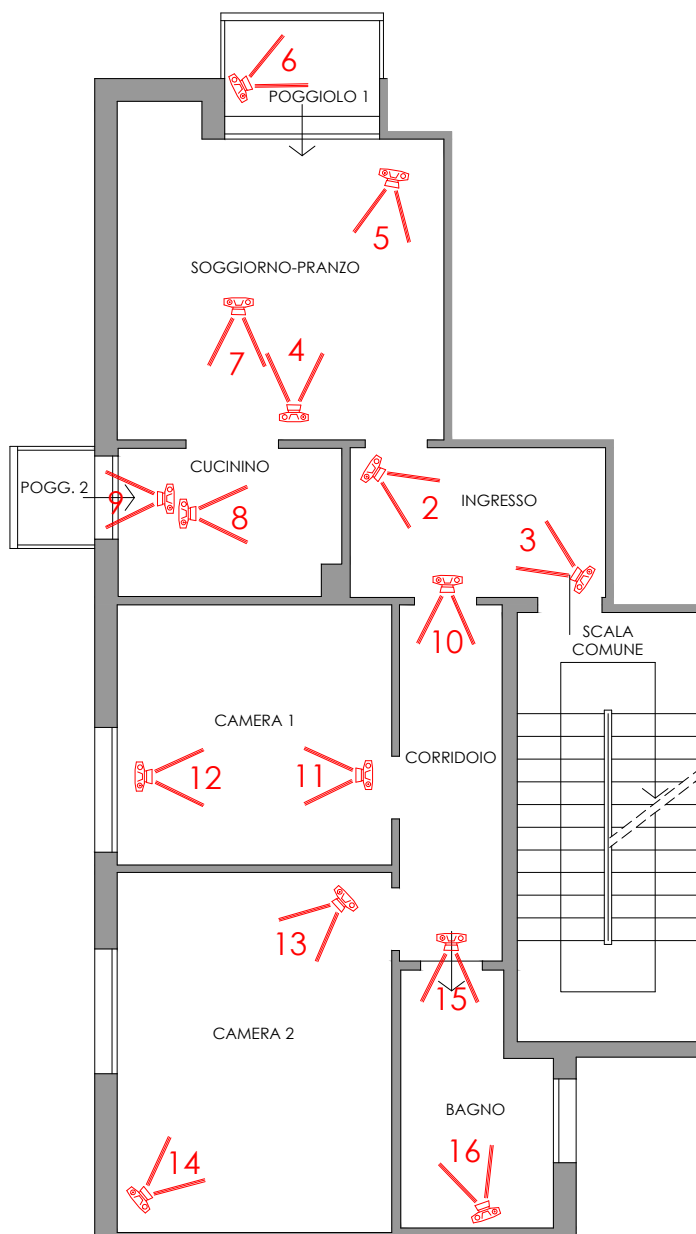 6
POGGIOLO 1
5
SOGGIORNO-PRANZO
4
7
CUCININO
POGG. 2
9
8
2
INGRESSO
3
10
SCALA
COMUNE
CAMERA 1
12
11
CORRIDOIO
13
15
CAMERA 2
BAGNO
14
16